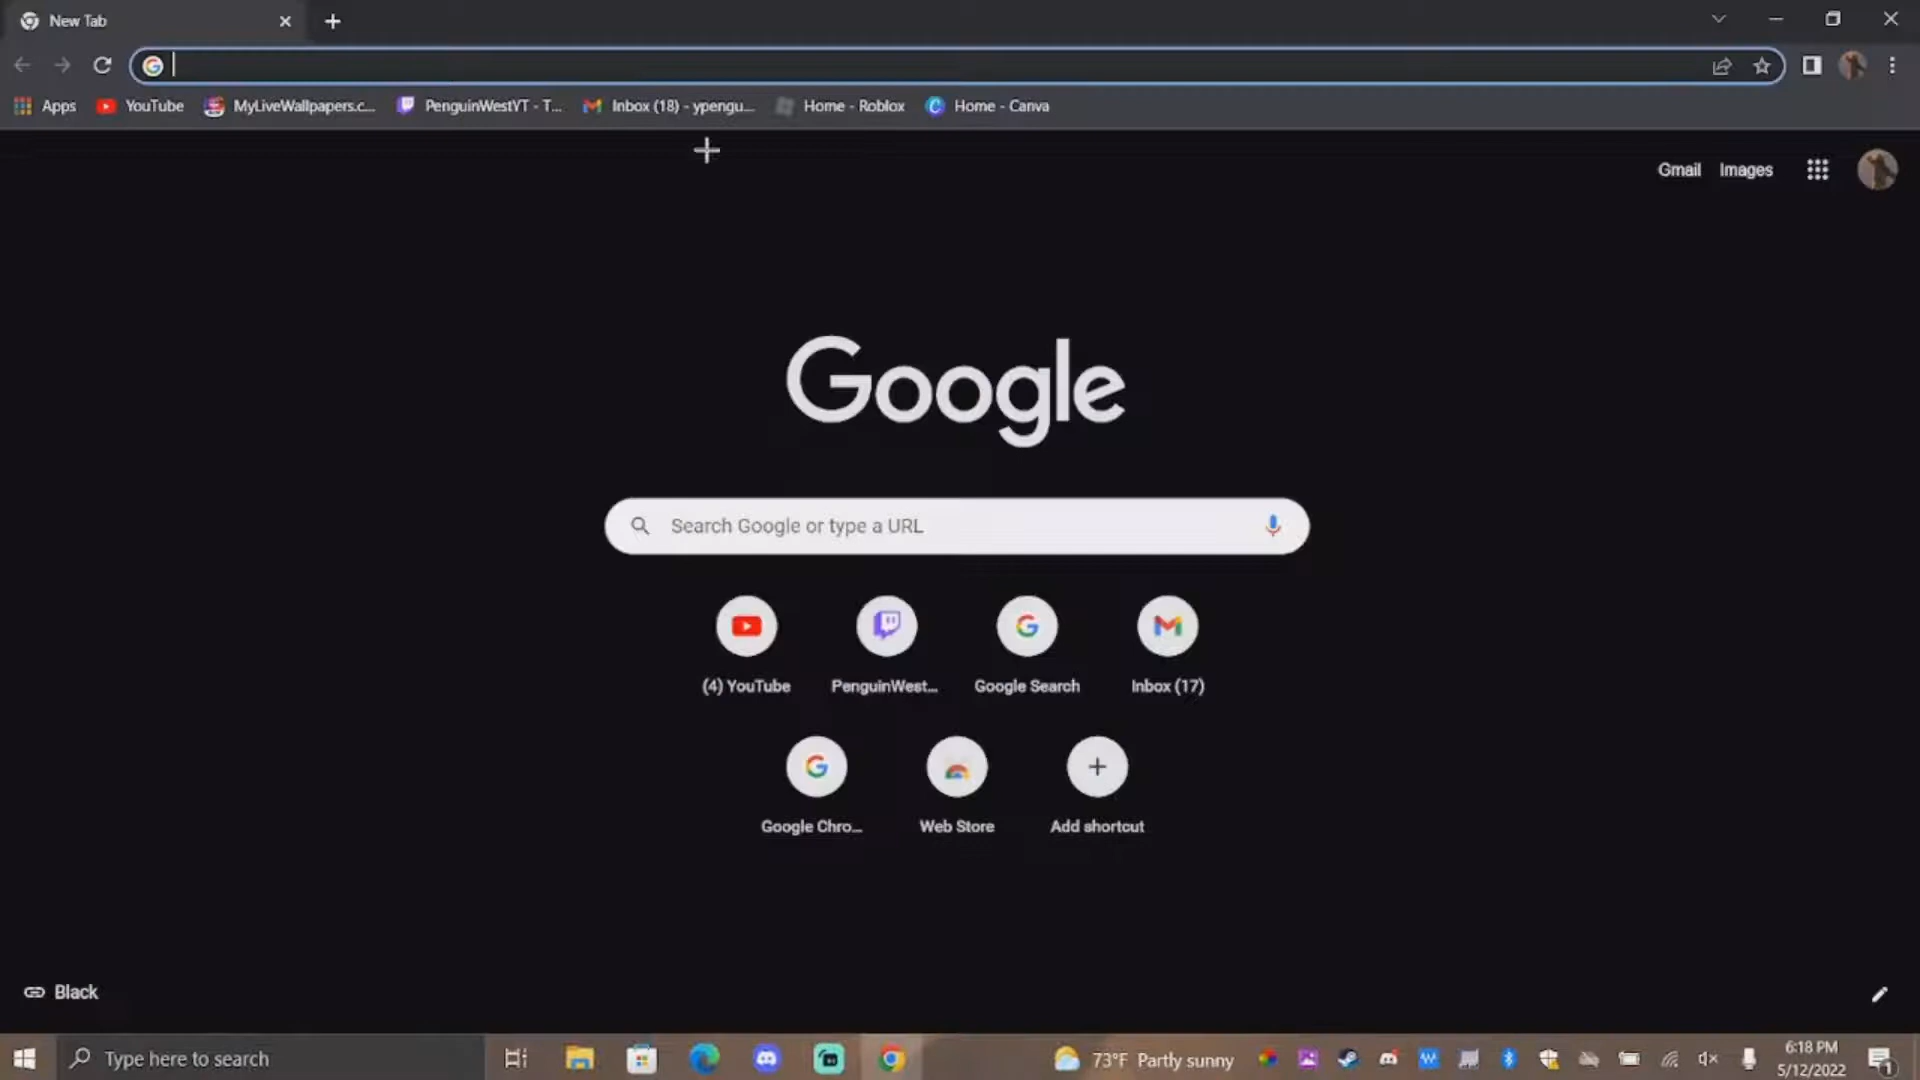 New Tab
Apps YouTube MyLiveWallpapers.c... PenguinWestYT - T... Inbox (18) - ypengu... Home - Roblox Home - Canva
Gmail Images
Google
Search Google or type a URL
(4) YouTube PenguinWest... Google Search Inbox (17)
Google Chro... Web Store Add shortcut
Black
Type here to search 73°F Partly sunny 6:18 PM
5/12/2022 1